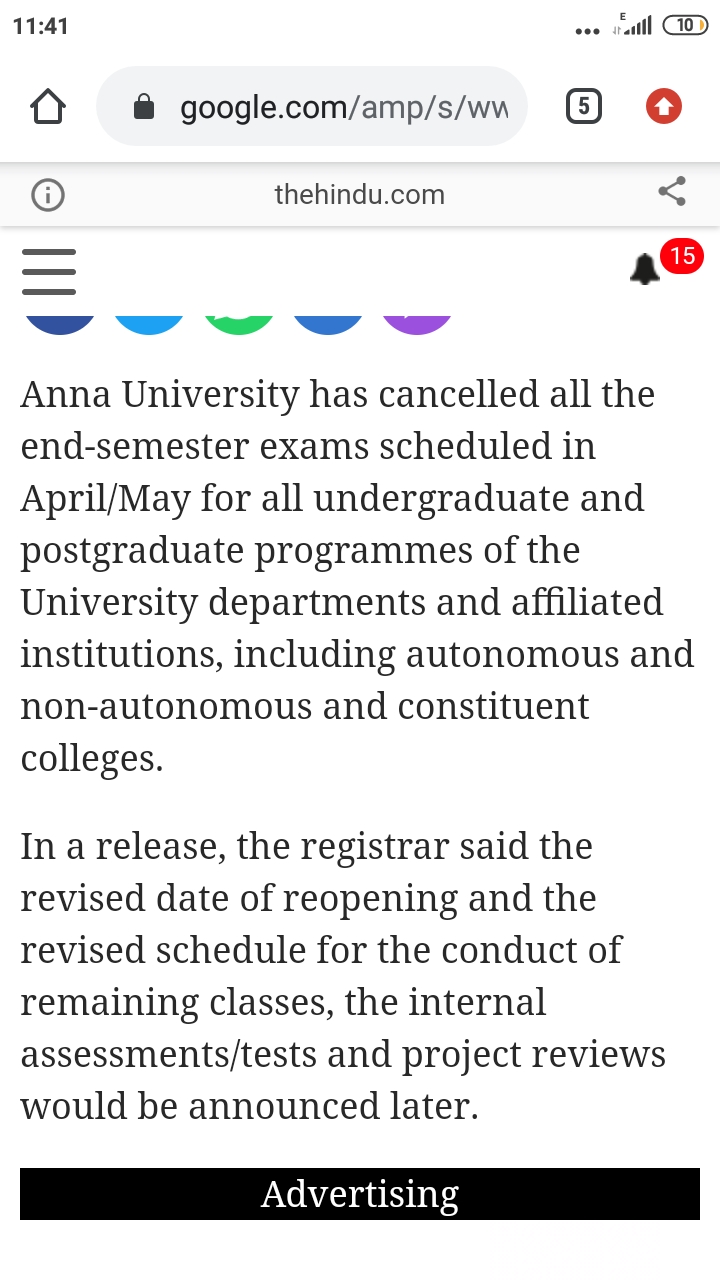 11:41
E
10
google.com/amp/s/ww
5
thehindu.com
15
Anna University has cancelled all the
end-semester exams scheduled in
April/May for all undergraduate and
postgraduate programmes of the
University departments and affiliated
institutions, including autonomous and
non-autonomous and constituent
colleges.
In a release, the registrar said the
revised date of reopening and the
revised schedule for the conduct of
remaining classes, the internal
assessments/tests and project reviews
would be announced later.
Advertising